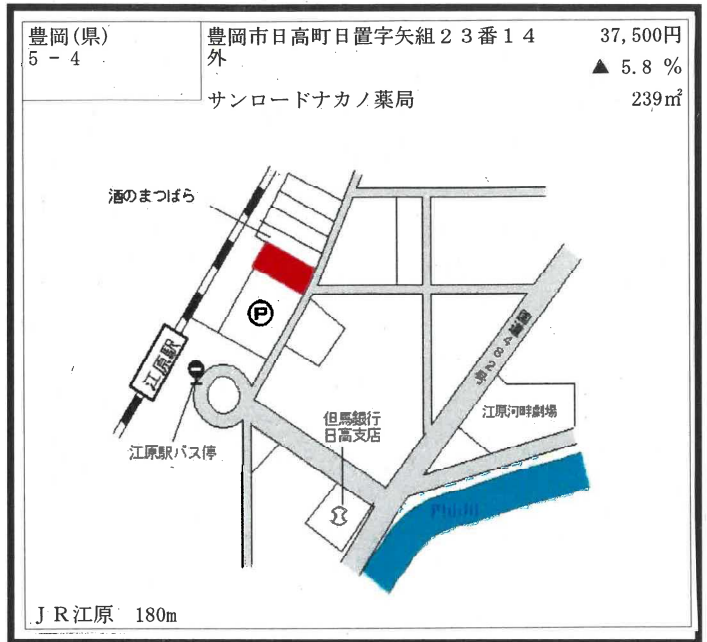 豊岡(県)
5 - 4
豊岡市日高町日置字矢組２３番１４
外
サンロードナカノ薬局
37,500円
▲ 5.8 %
239㎡
酒のまつばら
P
江原駅
江原駅バス停
但馬銀行
日高支店
江原河畔劇場
ＪＲ江原 180m